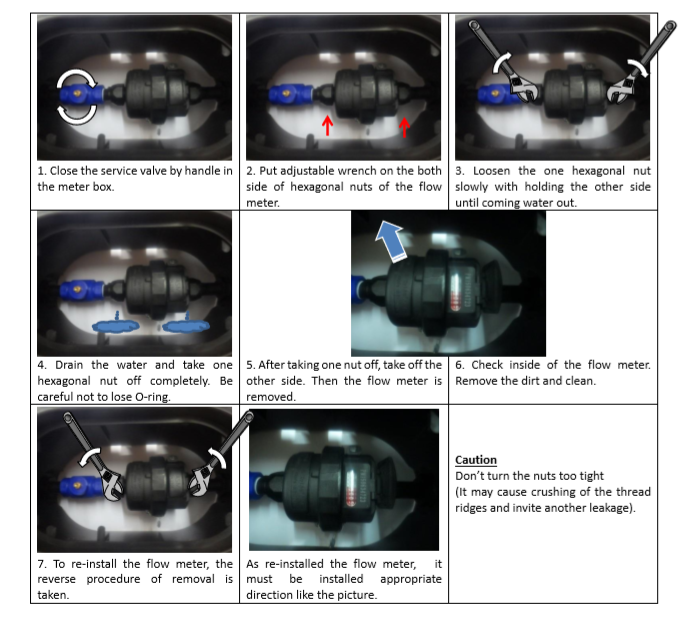 1. Close the service valve by handle in
the meter box.
2. Put adjustable wrench on the both
side of hexagonal nuts of the flow
meter.
3. Loosen the one hexagonal nut
slowly with holding the other side
until coming water out.
4. Drain the water and take one
hexagonal nut off completely. Be
careful not to lose O-ring.
5. After taking one nut off, take off the
other side. Then the flow meter is
removed.
6. Check inside of the flow meter.
Remove the dirt and clean.
7. To re-install the flow meter, the
reverse procedure of removal is
taken.
As re-installed the flow meter, it
must be installed appropriate
direction like the picture.
Caution
Don't turn the nuts too tight
(It may cause crushing of the thread
ridges and invite another leakage).